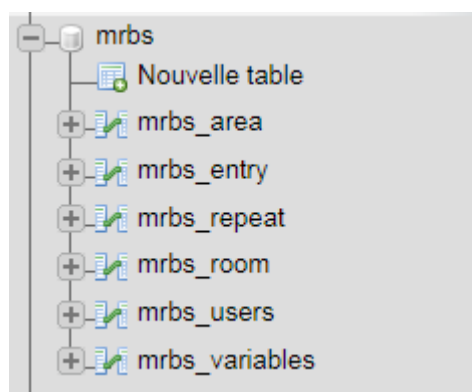 mrbs
Nouvelle table
mrbs_area
mrbs_entry
mrbs_repeat
mrbs_room
mrbs_users
mrbs_variables